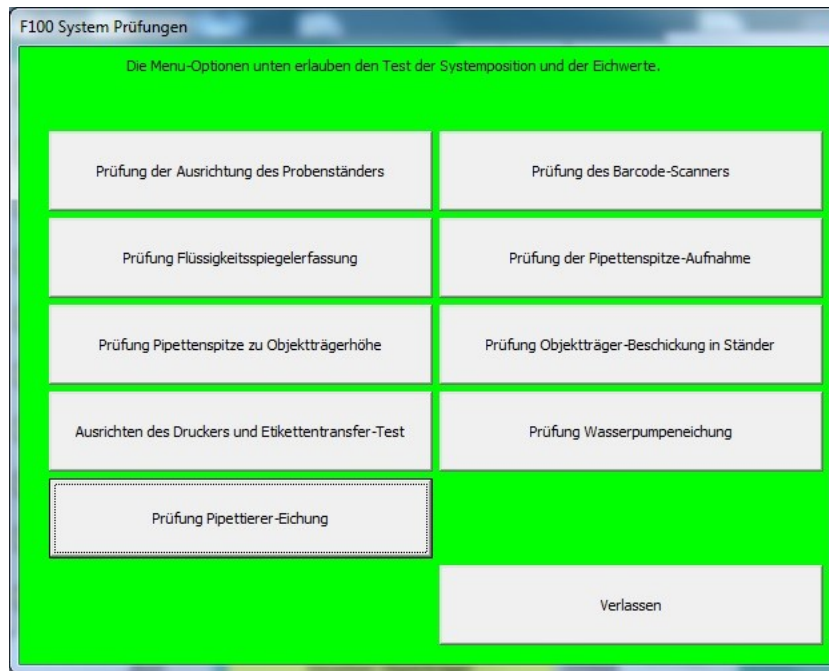 F100 System Prüfungen
Die Menu-Optionen unten erlauben den Test der Systemposition und der Eichwerte.
Prüfung der Ausrichtung des Probenständers
Prüfung des Barcode-Scanners
Prüfung Flüssigkeitsspiegelerfassung
Prüfung der Pipettenspitze-Aufnahme
Prüfung Pipettenspitze zu Objektträgerhöhe
Prüfung Objektträger-Beschickung in Ständer
Ausrichten des Druckers und Etikettentransfer-Test
Prüfung Wasserpumpeneichung
Prüfung Pipettierer-Eichung
Verlassen